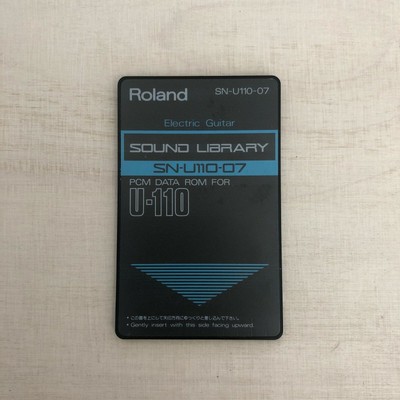 Roland SN-U110-07
Electric Guitar
SOUND LIBRARY
SN-U110-07
PCM DATA ROM FOR
U-110
• Gently insert with this side facing upward.